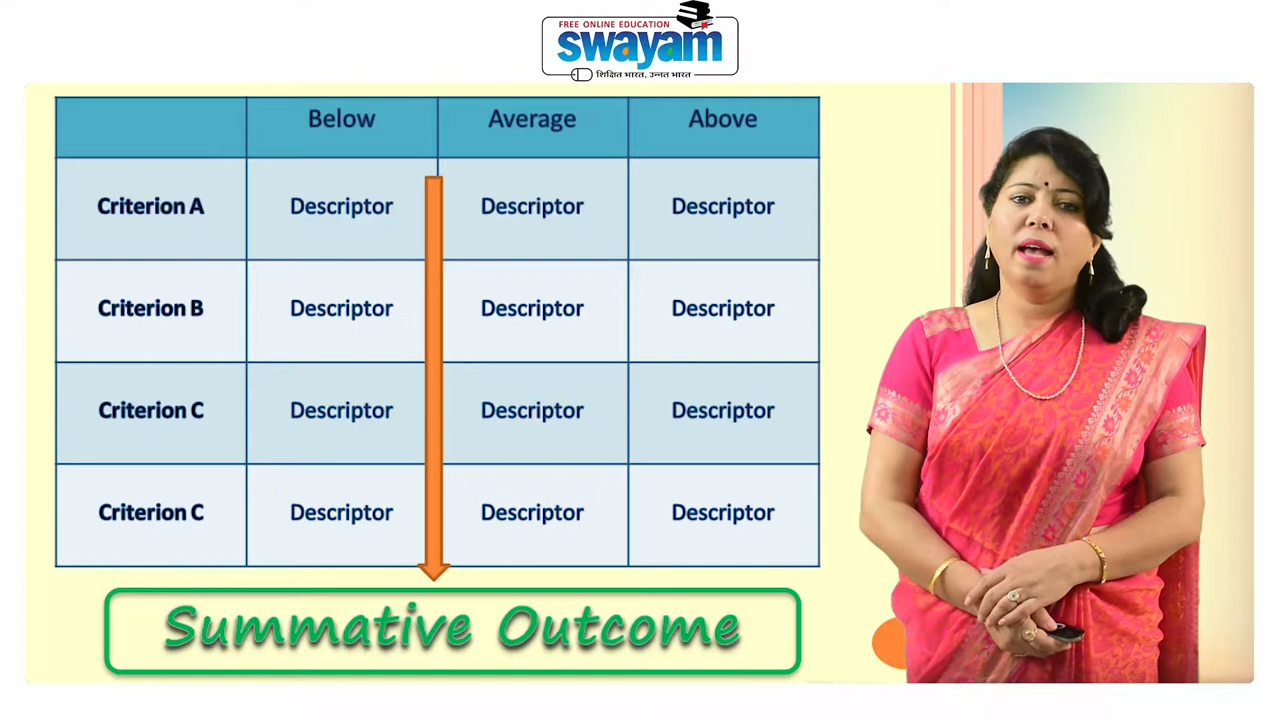 FREE ONLINE EDUCATION
swayam
शिक्षित भारत, उन्नत भारत
Below Average Above
Criterion A Descriptor Descriptor Descriptor
Criterion B Descriptor Descriptor Descriptor
Criterion C Descriptor Descriptor Descriptor
Criterion C Descriptor Descriptor Descriptor
Summative Outcome